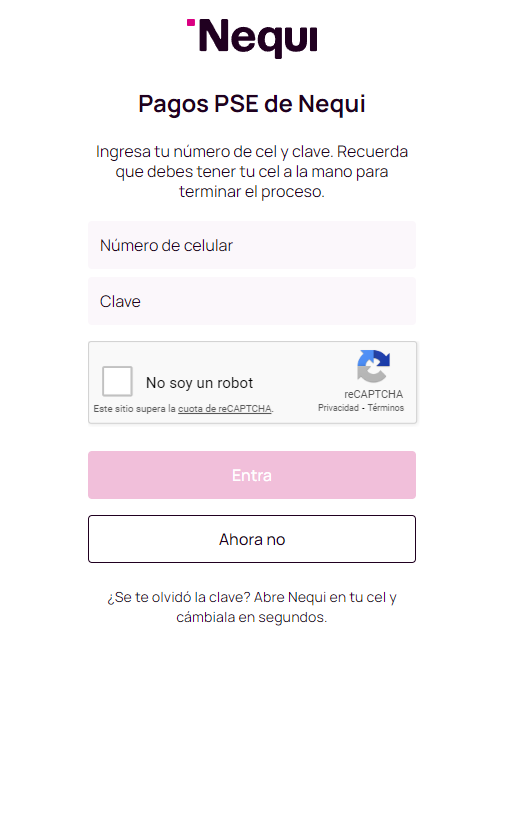 Nequi
Pagos PSE de Nequi
Ingresa tu número de cel y clave. Recuerda
que debes tener tu cel a la mano para
terminar el proceso.
Número de celular
Clave
No soy un robot
reCAPTCHA
Este sitio supera la cuota de reCAPTCHA.
Privacidad - Términos
Entra
Ahora no
¿Se te olvidó la clave? Abre Nequi en tu cel y
cámbiala en segundos.